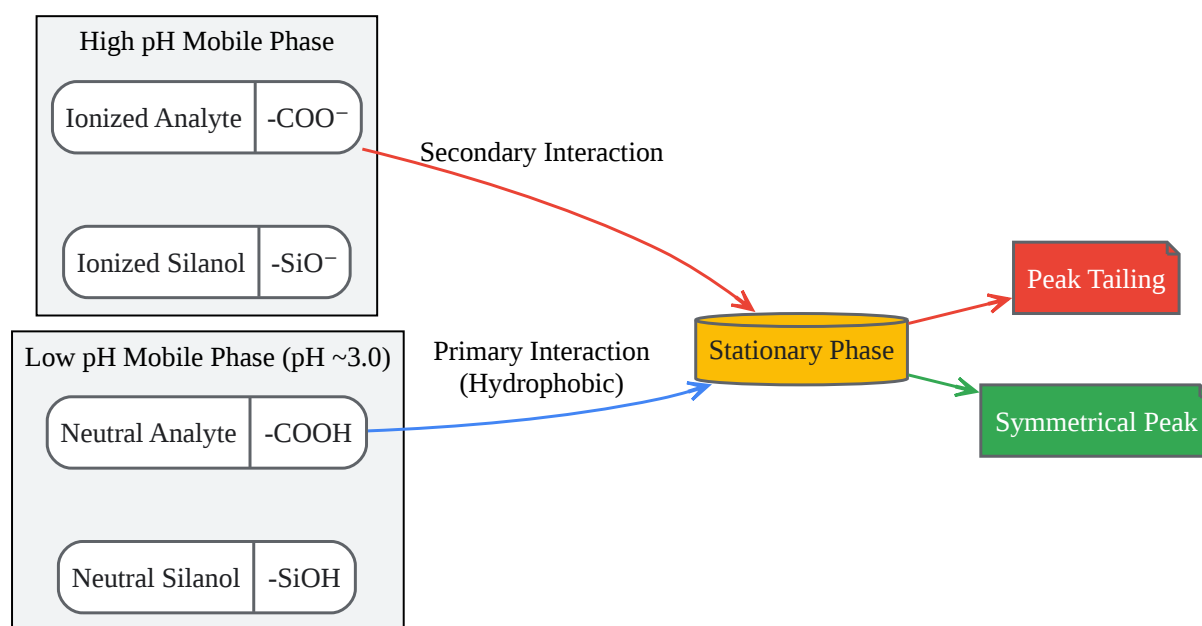 High pH Mobile Phase
Ionized Analyte -COO⁻
Ionized Silanol -SiO⁻
Low pH Mobile Phase (pH ~3.0)
Neutral Analyte -COOH
Neutral Silanol -SiOH
Secondary Interaction
Primary Interaction
(Hydrophobic)
Stationary Phase
Peak Tailing
Symmetrical Peak